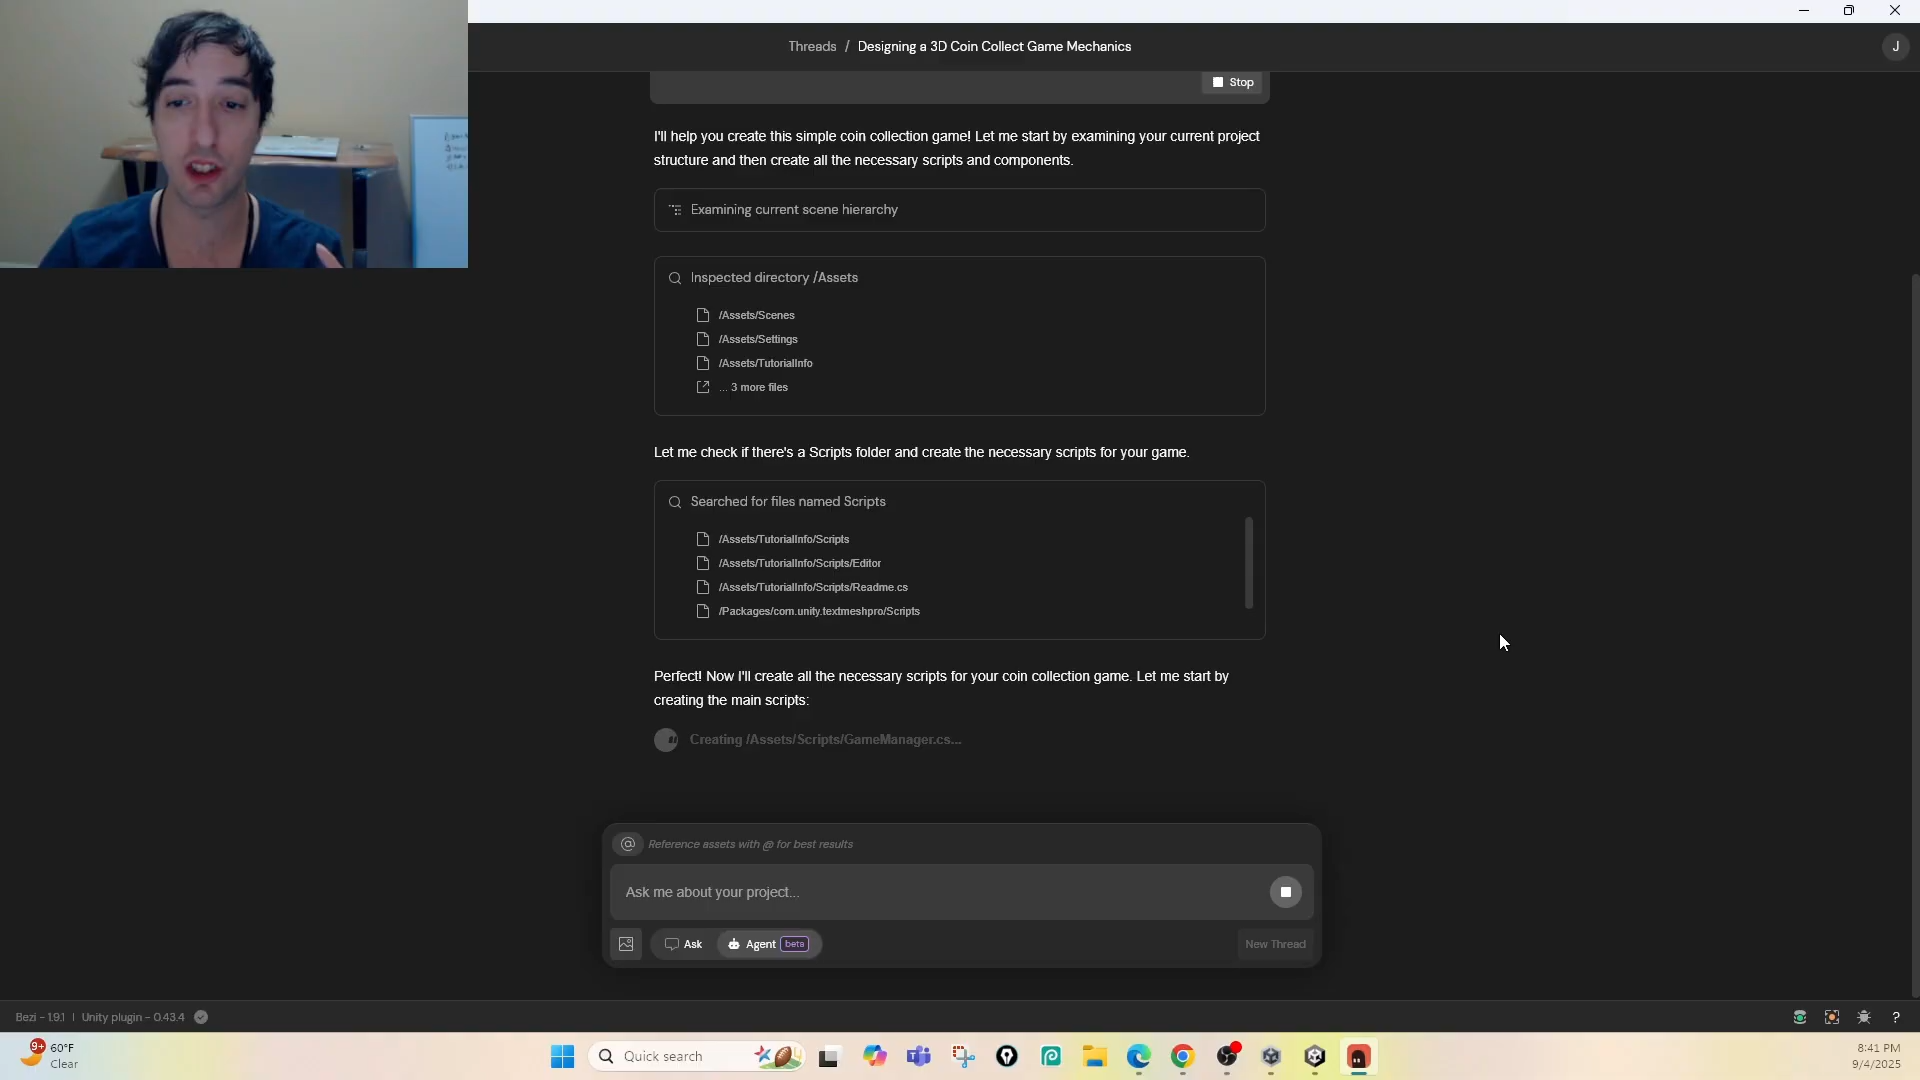 Threads / Designing a 3D Coin Collect Game Mechanics
J
Stop
I'll help you create this simple coin collection game! Let me start by examining your current project
structure and then create all the necessary scripts and components.
Examining current scene hierarchy
Inspected directory /Assets
/Assets/Scenes
/Assets/Settings
/Assets/TutorialInfo
... 3 more files
Let me check if there's a Scripts folder and create the necessary scripts for your game.
Searched for files named Scripts
/Assets/TutorialInfo/Scripts
/Assets/TutorialInfo/Scripts/Editor
/Assets/TutorialInfo/Scripts/Readme.cs
/Packages/com.unity.textmeshpro/Scripts
Perfect! Now I'll create all the necessary scripts for your coin collection game. Let me start by
creating the main scripts:
Creating /Assets/Scripts/GameManager.cs...
@ Reference assets with @ for best results
Ask me about your project...
Ask Agent beta New Thread
Bezi - 1.9.1 | Unity plugin - 0.43.4 ?
9+ 60°F
Clear
Quick search
8:41 PM
9/4/2025